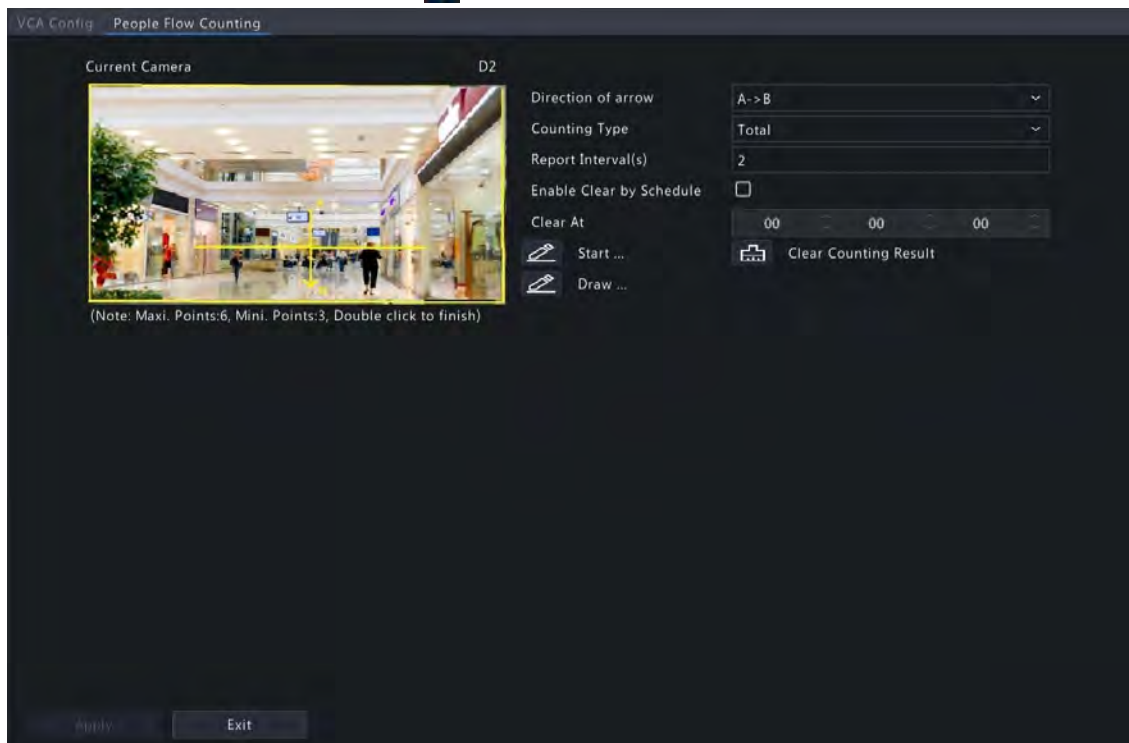 VCA Config People Flow Counting
Current Camera D2
Direction of arrow A->B
Counting Type Total
Report Interval(s) 2
Enable Clear by Schedule
Clear At 00 00 00
Start ... Clear Counting Result
Draw ...
(Note: Maxi. Points:6, Mini. Points:3, Double click to finish)
Apply Exit